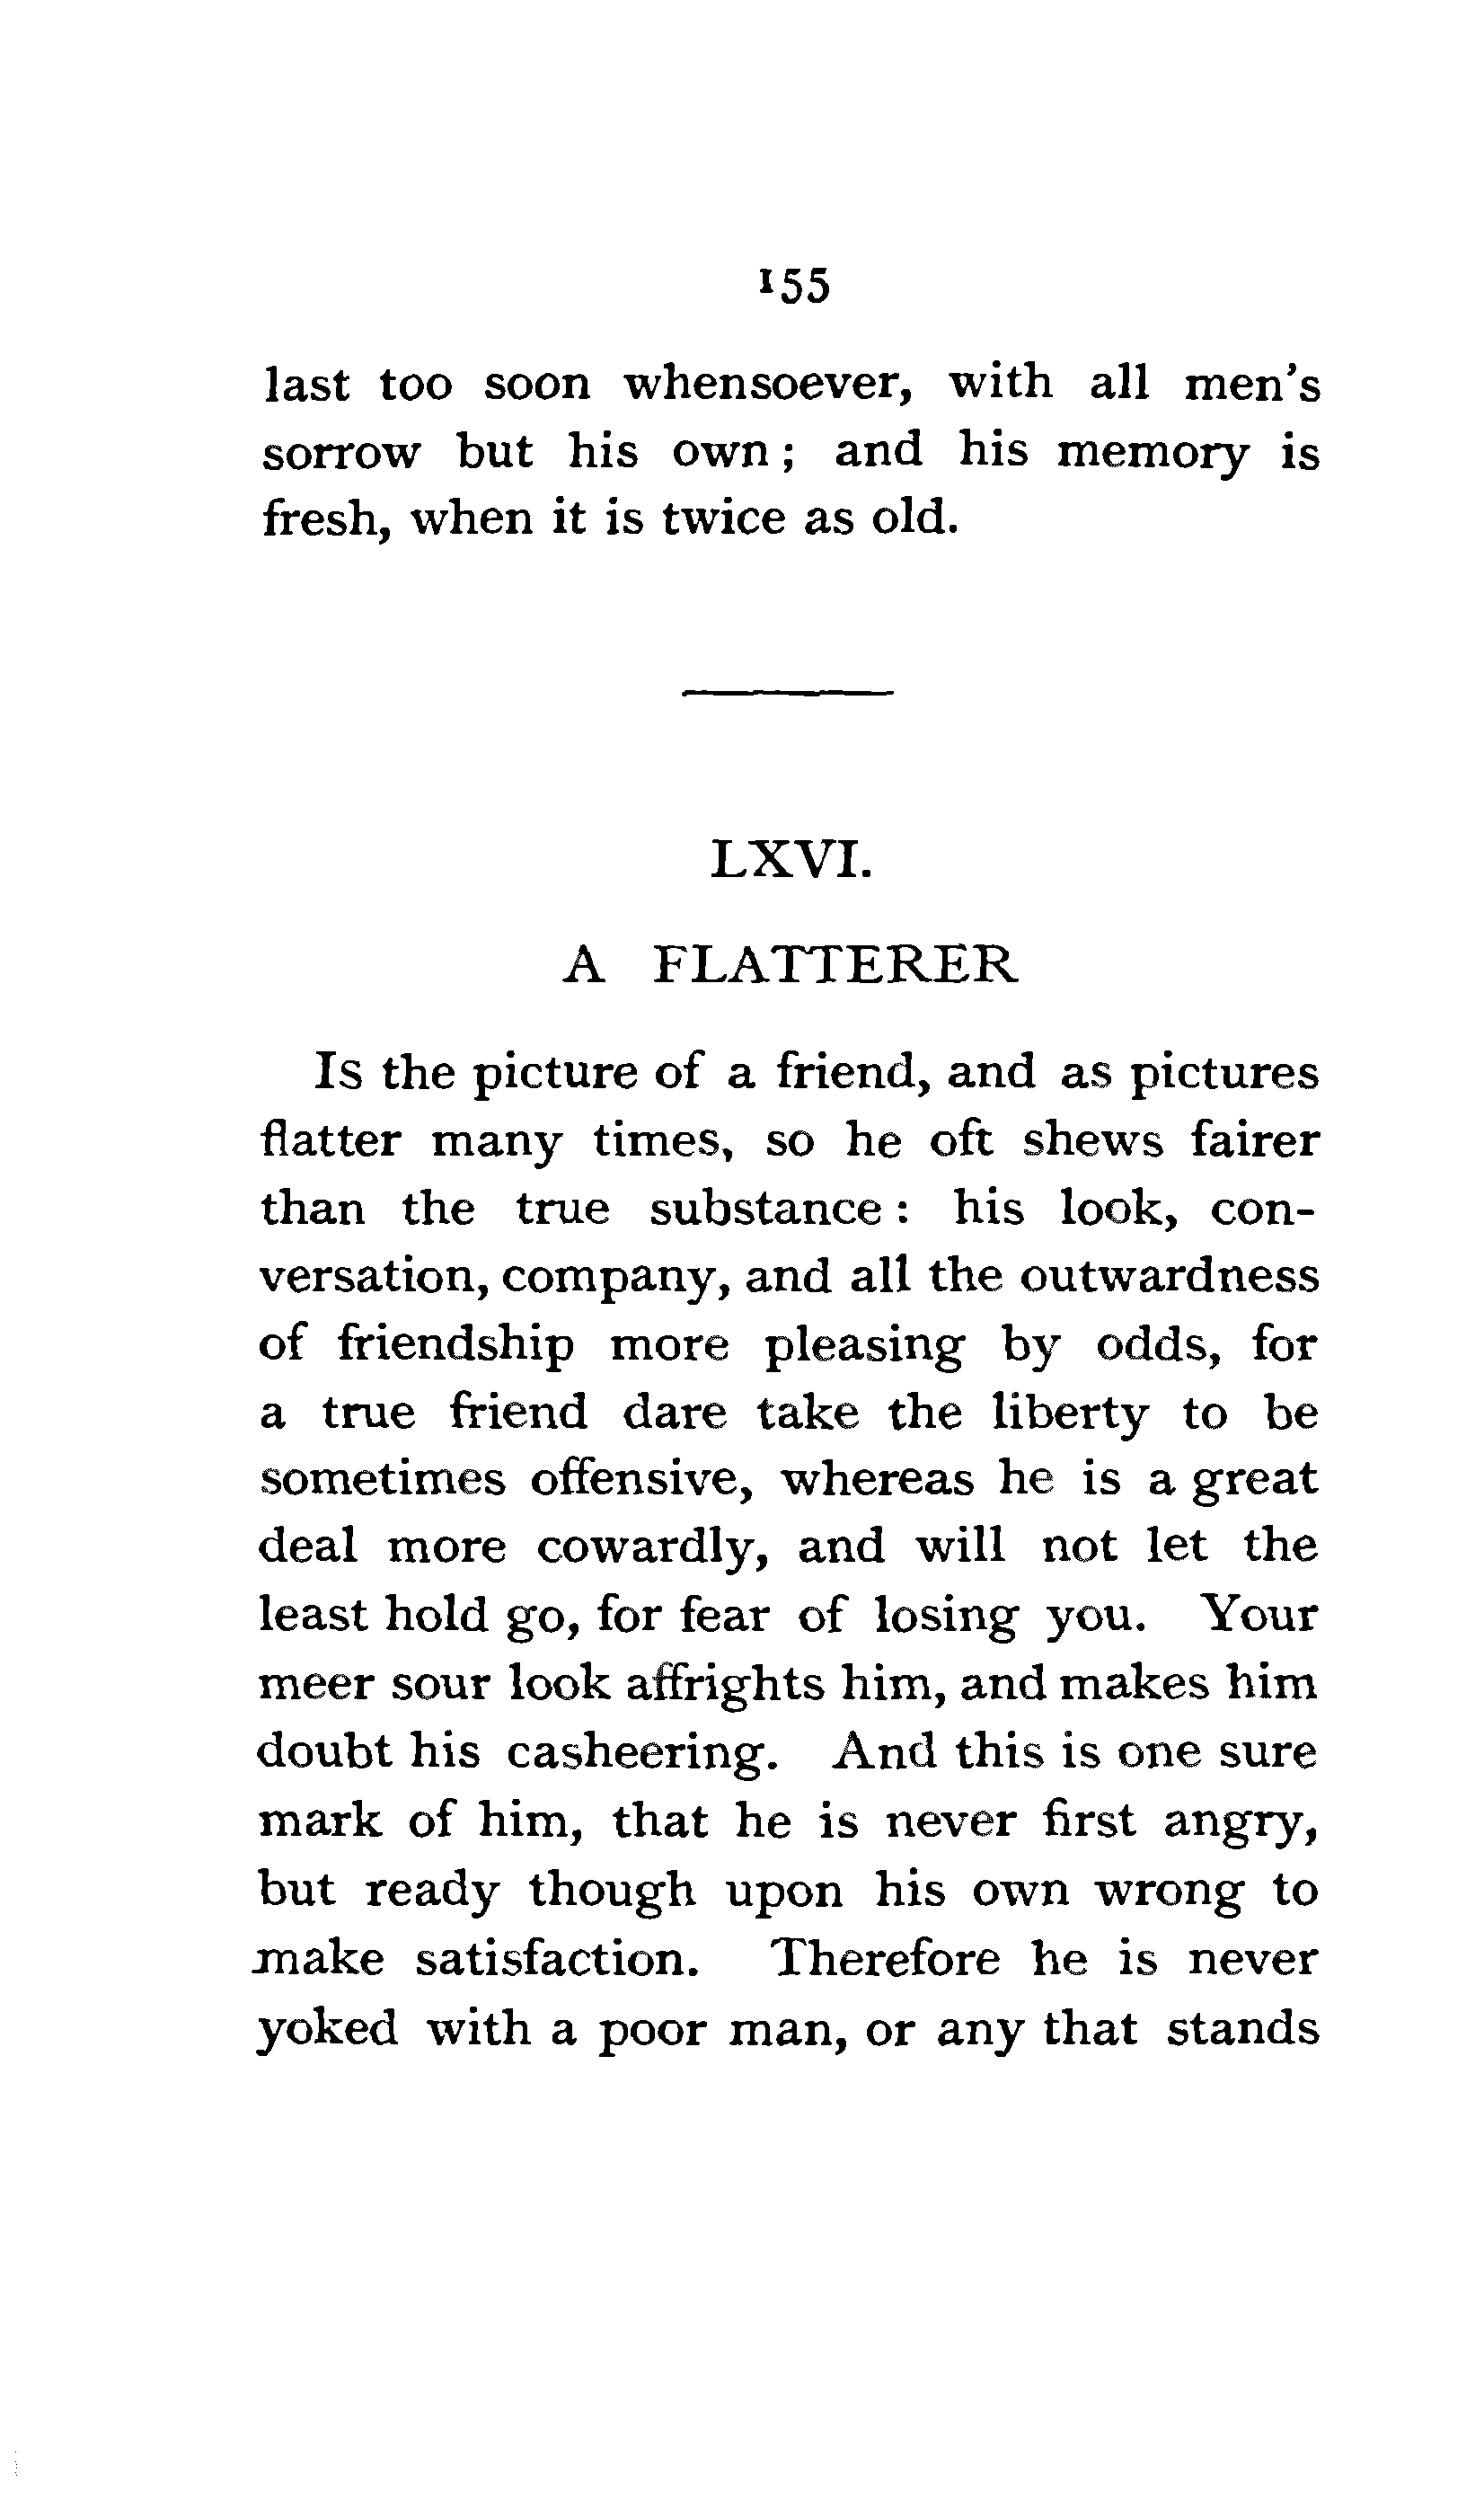 155
last too soon whensoever, with all men's
sorrow but his own; and his memory is
fresh, when it is twice as old.
LXVI.
A FLATTERER
Is the picture of a friend, and as pictures
flatter many times, so he oft shews fairer
than the true substance: his look, con-
versation, company, and all the outwardness
of friendship more pleasing by odds, for
a true friend dare take the liberty to be
sometimes offensive, whereas he is a great
deal more cowardly, and will not let the
least hold go, for fear of losing you. Your
meer sour look affrights him, and makes him
doubt his casheering. And this is one sure
mark of him, that he is never first angry,
but ready though upon his own wrong to
make satisfaction. Therefore he is never
yoked with a poor man, or any that stands